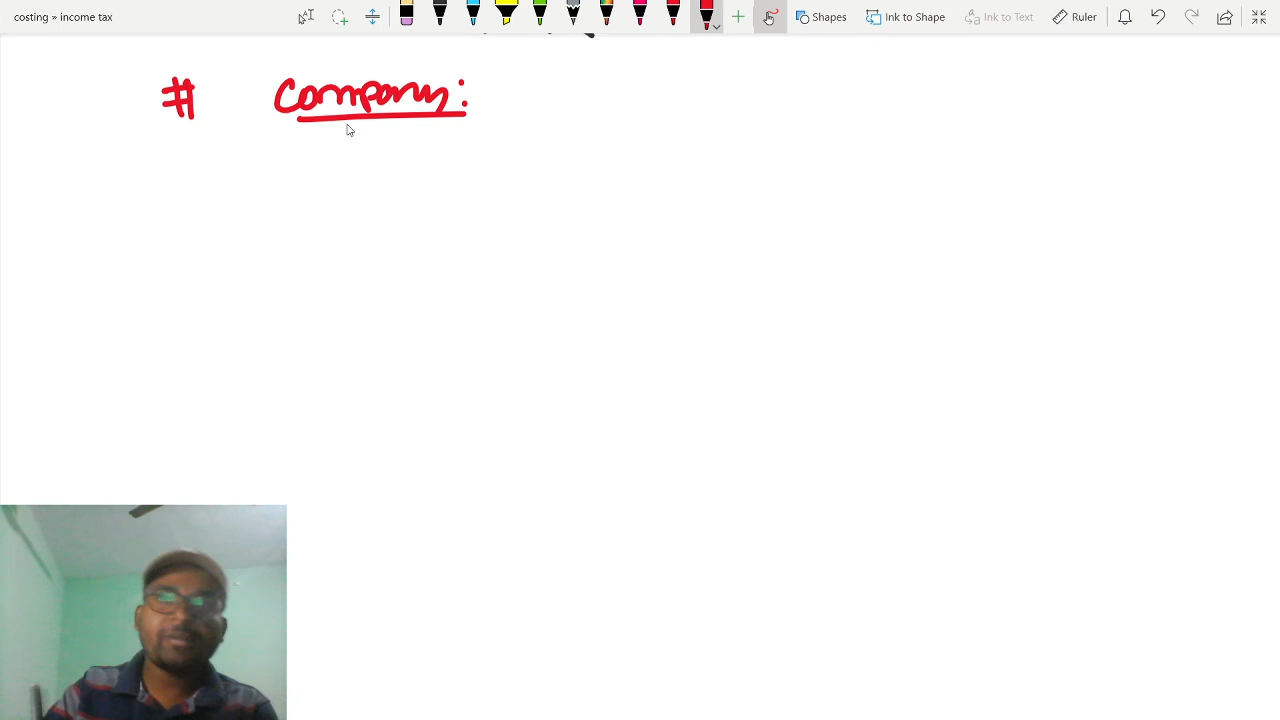 costing » income tax
Shapes
Ink to Shape
Ink to Text
Ruler
# Company: